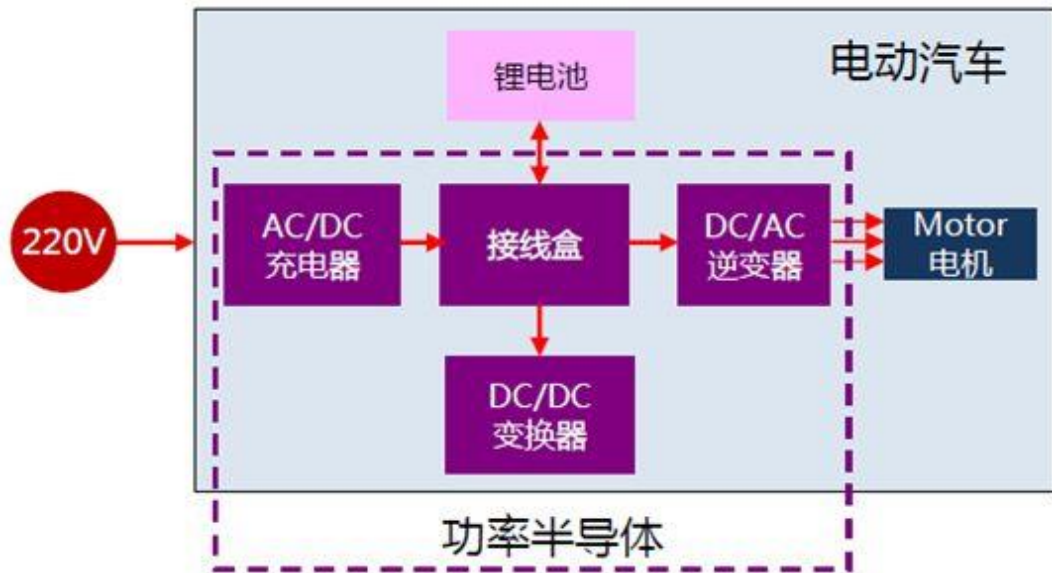 电动汽车
锂电池
220V
AC/DC
充电器
接线盒
DC/AC
逆变器
Motor
电机
DC/DC
变换器
功率半导体